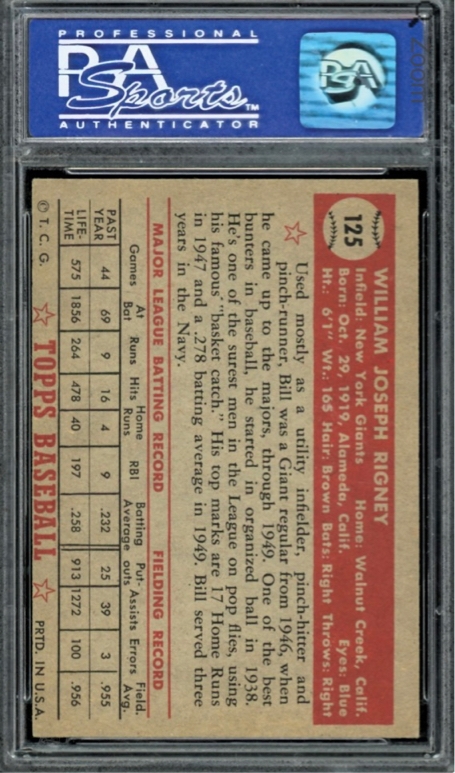 PROFESSIONAL
PSA
Sports™
AUTHENTICATOR
PSA
125
WILLIAM JOSEPH RIGNEY
Infield: New York Giants Home: Walnut Creek, Calif.
Born: Oct. 29, 1919, Alameda, Calif. Eyes: Blue
Ht.: 6'1" Wt.: 165 Hair: Brown Bats: Right Throws: Right
Used mostly as a utility infielder, pinch-hitter and
pinch-runner, Bill was a Giant regular from 1946, when
he came up to the majors, through 1949. One of the best
bunters in baseball, he started in organized ball in 1938.
He's one of the surest men in the League on pop flies, using
his famous "basket catch." His top marks are 17 Home Runs
in 1947 and a .278 batting average in 1949. Bill served three
years in the Navy.
MAJOR LEAGUE BATTING RECORD FIELDING RECORD
Games At Bat Runs Hits Home Runs RBI Batting Average Put-outs Assists Errors Field. Avg.
PAST YEAR 44 69 9 16 4 9 .232 25 39 3 .955
LIFE-TIME 575 1856 264 478 40 197 .258 913 1272 100 .956
© T. C. G. TOPPS BASEBALL PRTD. IN U.S.A.